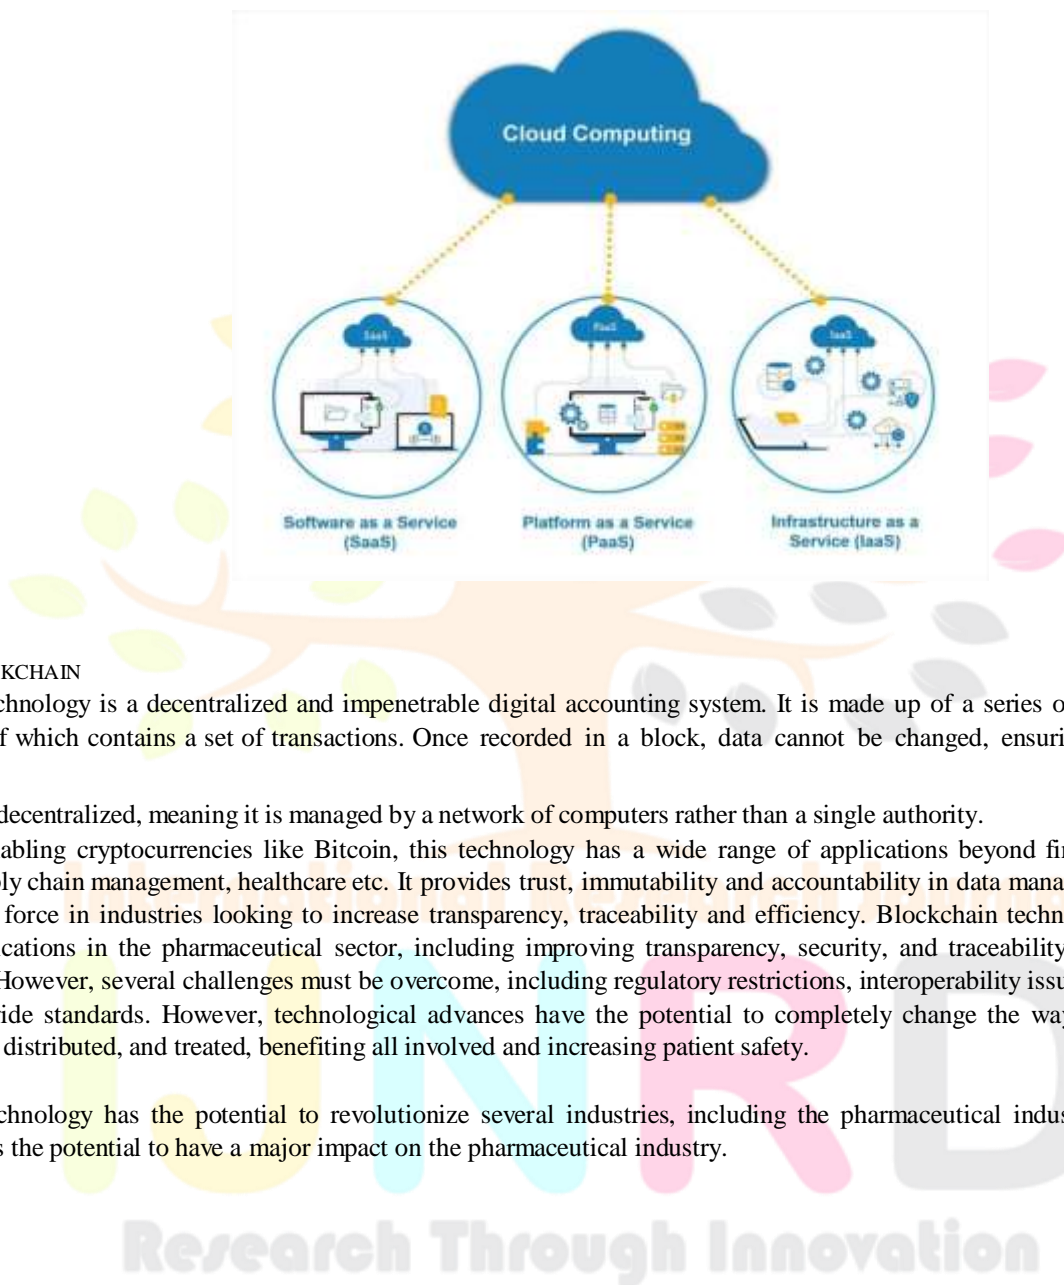 Cloud Computing
SaaS
PaaS
IaaS
Software as a Service
(SaaS)
Platform as a Service
(PaaS)
Infrastructure as a
Service (IaaS)
KCHAIN
chnology is a decentralized and impenetrable digital accounting system. It is made up of a series o
f which contains a set of transactions. Once recorded in a block, data cannot be changed, ensuri
decentralized, meaning it is managed by a network of computers rather than a single authority.
abling cryptocurrencies like Bitcoin, this technology has a wide range of applications beyond fi
ly chain management, healthcare etc. It provides trust, immutability and accountability in data mana
force in industries looking to increase transparency, traceability and efficiency. Blockchain techn
ications in the pharmaceutical sector, including improving transparency, security, and traceability
However, several challenges must be overcome, including regulatory restrictions, interoperability issu
ide standards. However, technological advances have the potential to completely change the way
distributed, and treated, benefiting all involved and increasing patient safety.
chnology has the potential to revolutionize several industries, including the pharmaceutical indus
s the potential to have a major impact on the pharmaceutical industry.
International Research Journal
IJNRD
Research Through Innovation